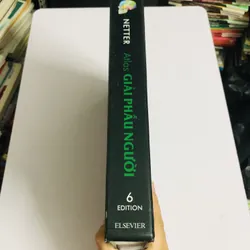 NETTER
Atlas GIẢI PHẪU NGƯỜI
6
EDITION
ELSEVIER